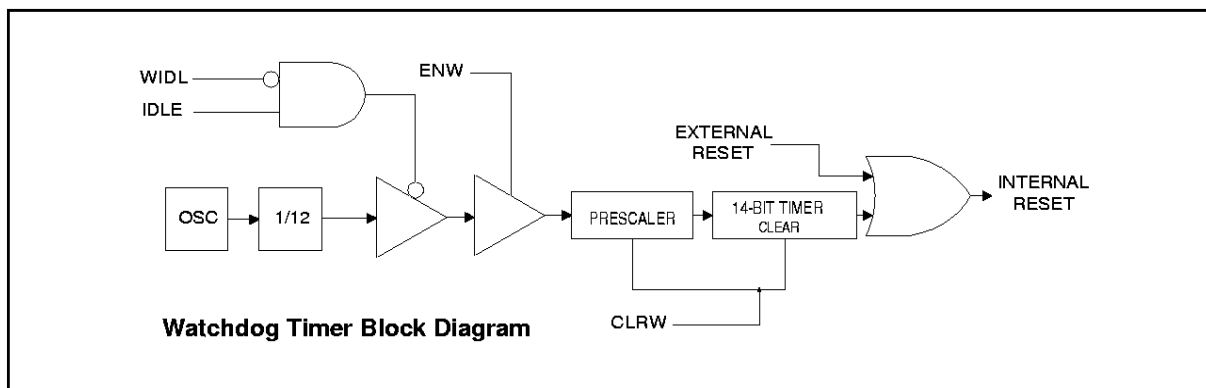 WIDL
IDLE
ENW
EXTERNAL
RESET
OSC
1/12
PRESCALER
14-BIT TIMER
CLEAR
INTERNAL
RESET
CLRW
Watchdog Timer Block Diagram